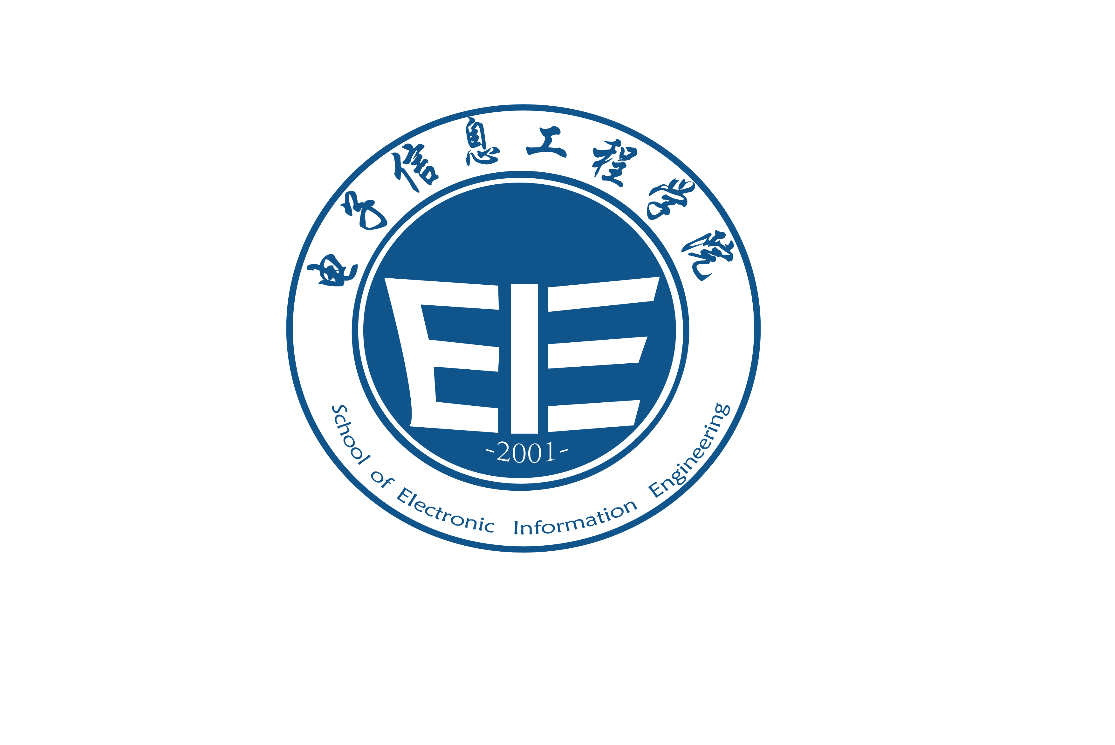 电子信息工程学院
EIE
-2001-
School of Electronic Information Engineering